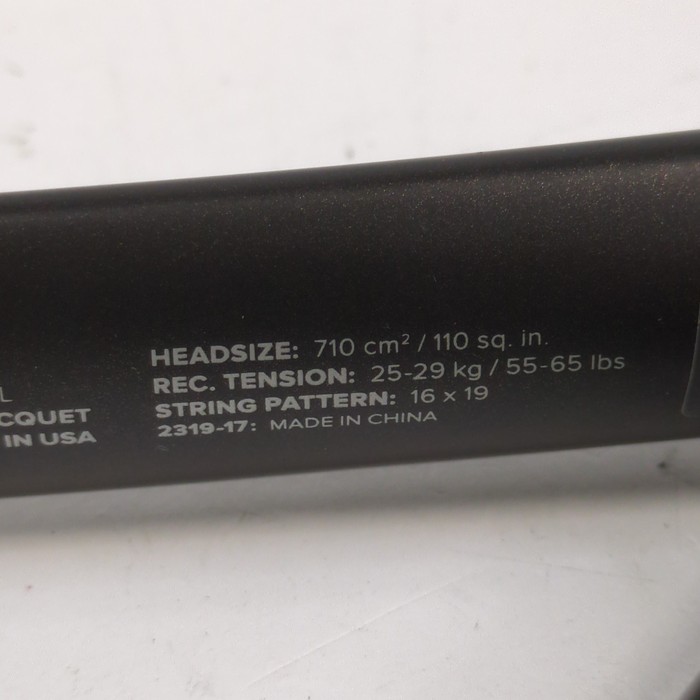 L
CQUET
IN USA
HEADSIZE: 710 cm² / 110 sq. in.
REC. TENSION: 25-29 kg / 55-65 lbs
STRING PATTERN: 16 x 19
2319-17: MADE IN CHINA